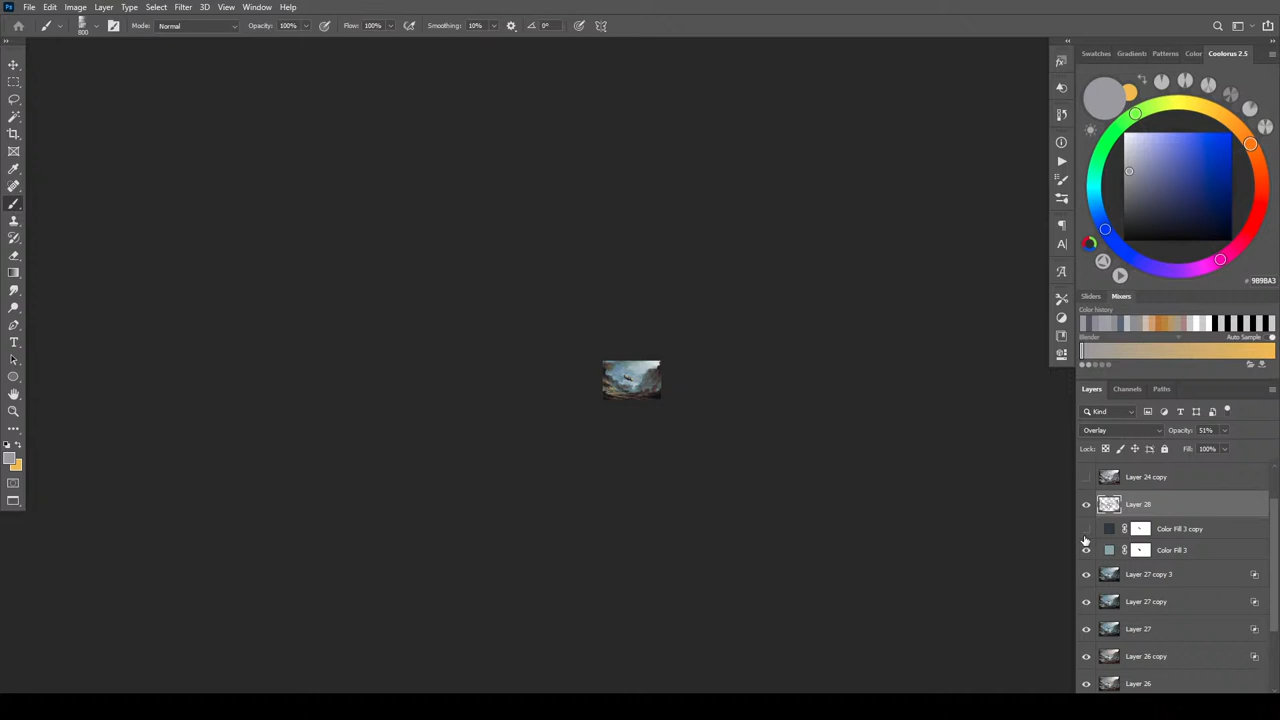 Ps File Edit Image Layer Type Select Filter 3D View Window Help
800 Mode: Normal Opacity: 100% Flow: 100% Smoothing: 10% 0°
Swatches Gradients Patterns Color Coolorus 2.5
# 9B9BA3
Sliders Mixers
Color history
Blender Auto Sample
Layers Channels Paths
Kind
Overlay Opacity: 51%
Lock: Fill: 100%
Layer 24 copy
Layer 28
Color Fill 3 copy
Color Fill 3
Layer 27 copy 3
Layer 27 copy
Layer 27
Layer 26 copy
Layer 26